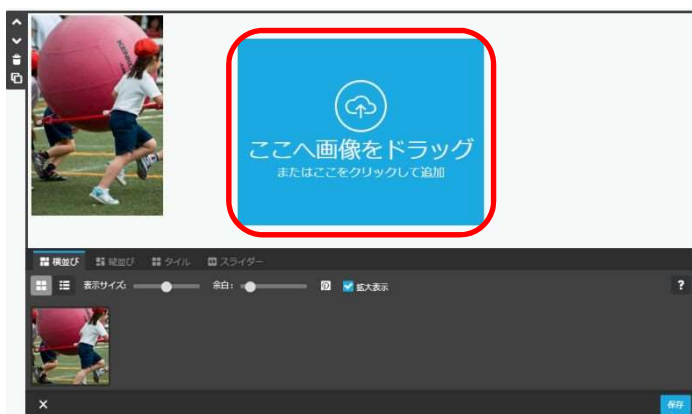 ここへ画像をドラッグ
またはここをクリックして追加
横並び 縦並び タイル スライダー
表示サイズ: 余白: 拡大表示 ?
保存